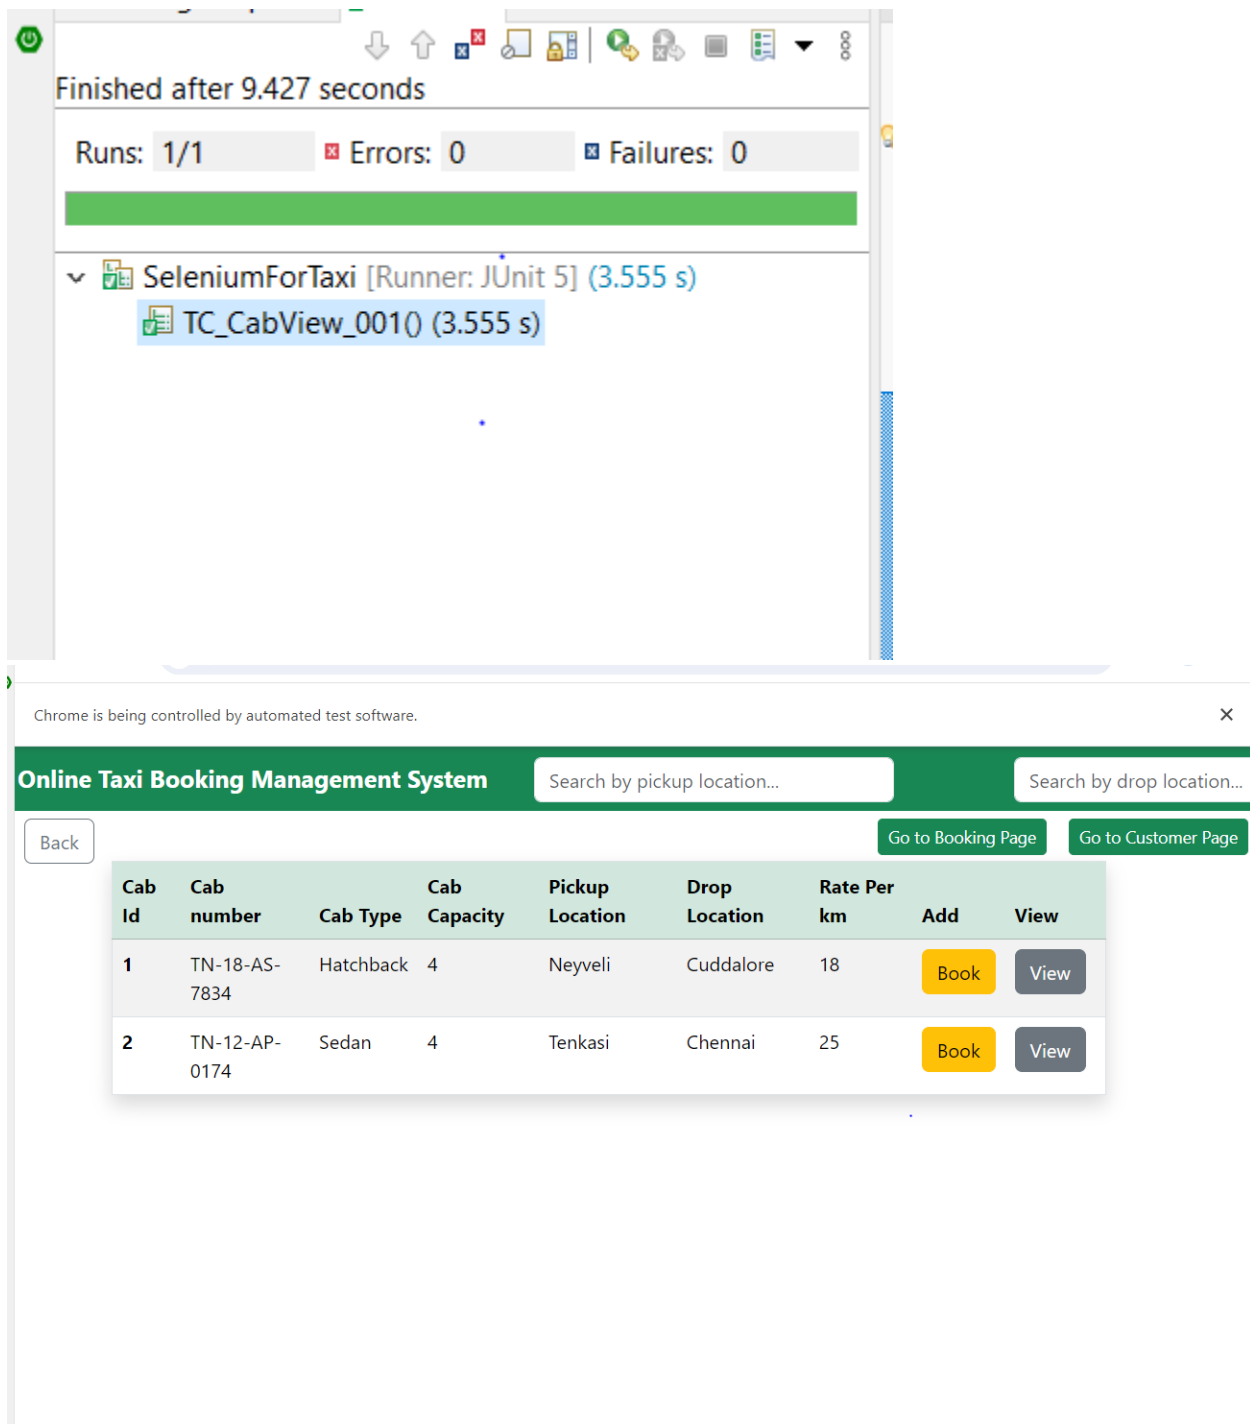 Finished after 9.427 seconds
Runs: 1/1 Errors: 0 Failures: 0
SeleniumForTaxi [Runner: JUnit 5] (3.555 s)
TC_CabView_001() (3.555 s)
Chrome is being controlled by automated test software.
Online Taxi Booking Management System Search by pickup location... Search by drop location...
Back Go to Booking Page Go to Customer Page
Cab Cab Cab Pickup Drop Rate Per
Id number Cab Type Capacity Location Location km Add View
1 TN-18-AS- Hatchback 4 Neyveli Cuddalore 18 Book View
7834
2 TN-12-AP- Sedan 4 Tenkasi Chennai 25 Book View
0174